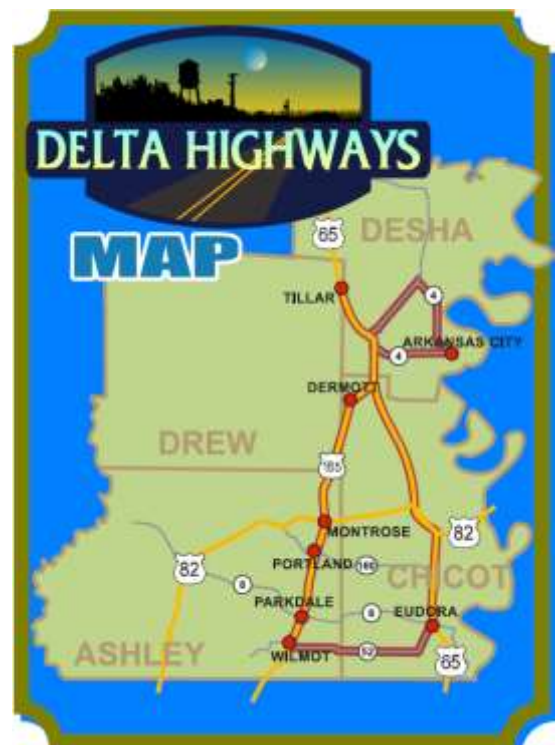 DELTA HIGHWAYS
MAP
65
DESHA
TILLAR
4
ARKANSAS CITY
4
DERMOTT
DREW
165
MONTROSE
82
PORTLAND
160
82
8
CHICOT
PARKDALE
8
EUDORA
ASHLEY
WILMOT
52
65